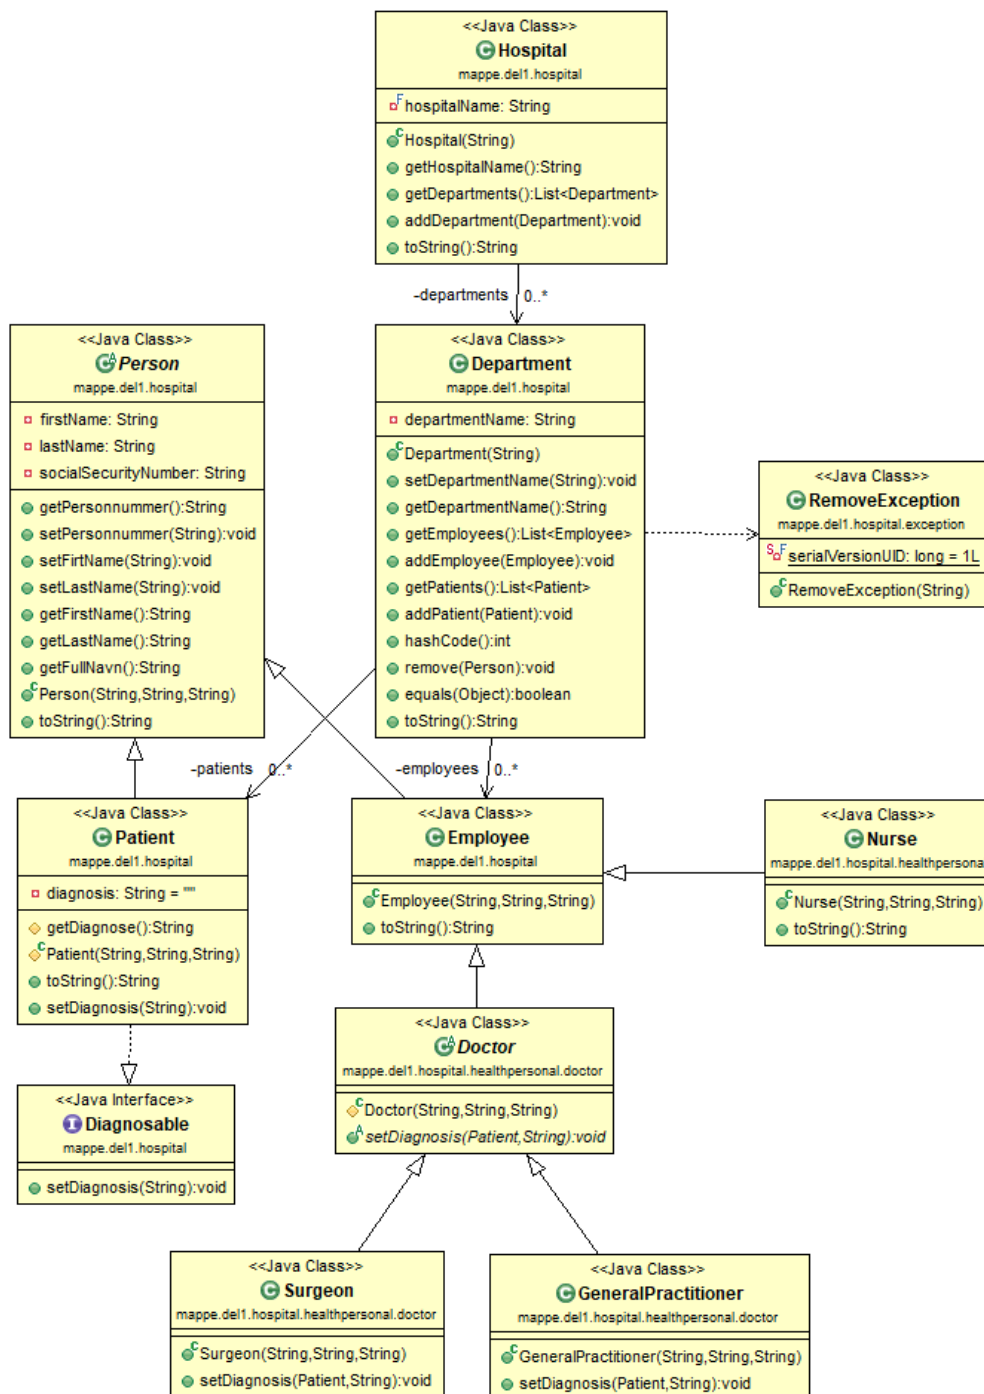 <<Java Class>>
Hospital
mappe.del1.hospital
hospitalName: String
Hospital(String)
getHospitalName():String
getDepartments():List<Department>
addDepartment(Department):void
toString():String
-departments 0..*
<<Java Class>>
Person
mappe.del1.hospital
firstName: String
lastName: String
socialSecurityNumber: String
getPersonnummer():String
setPersonnummer(String):void
setFirtName(String):void
setLastName(String):void
getFirstName():String
getLastName():String
getFullNavn():String
Person(String,String,String)
toString():String
<<Java Class>>
Department
mappe.del1.hospital
departmentName: String
Department(String)
setDepartmentName(String):void
getDepartmentName():String
getEmployees():List<Employee>
addEmployee(Employee):void
getPatients():List<Patient>
addPatient(Patient):void
hashCode():int
remove(Person):void
equals(Object):boolean
toString():String
<<Java Class>>
RemoveException
mappe.del1.hospital.exception
serialVersionUID: long = 1L
RemoveException(String)
-patients 0..*
-employees 0..*
<<Java Class>>
Patient
mappe.del1.hospital
diagnosis: String = ""
getDiagnose():String
Patient(String,String,String)
toString():String
setDiagnosis(String):void
<<Java Class>>
Employee
mappe.del1.hospital
Employee(String,String,String)
toString():String
<<Java Class>>
Nurse
mappe.del1.hospital.healthpersonal
Nurse(String,String,String)
toString():String
<<Java Class>>
Doctor
mappe.del1.hospital.healthpersonal.doctor
Doctor(String,String,String)
setDiagnosis(Patient,String):void
<<Java Interface>>
Diagnosable
mappe.del1.hospital
setDiagnosis(String):void
<<Java Class>>
Surgeon
mappe.del1.hospital.healthpersonal.doctor
Surgeon(String,String,String)
setDiagnosis(Patient,String):void
<<Java Class>>
GeneralPractitioner
mappe.del1.hospital.healthpersonal.doctor
GeneralPractitioner(String,String,String)
setDiagnosis(Patient,String):void